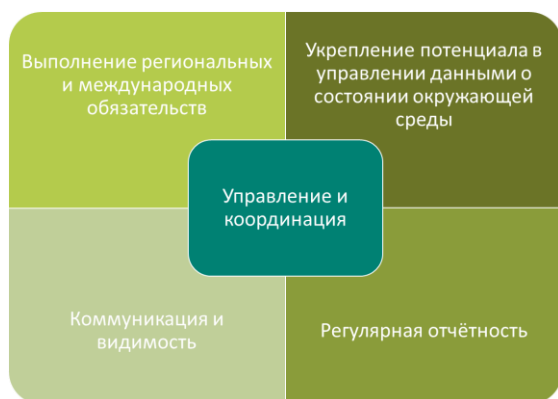 Выполнение региональных
и международных
обязательств
Укрепление потенциала в
управлении данными о
состоянии окружающей
среды
Управление и
координация
Коммуникация и
видимость
Регулярная отчётность